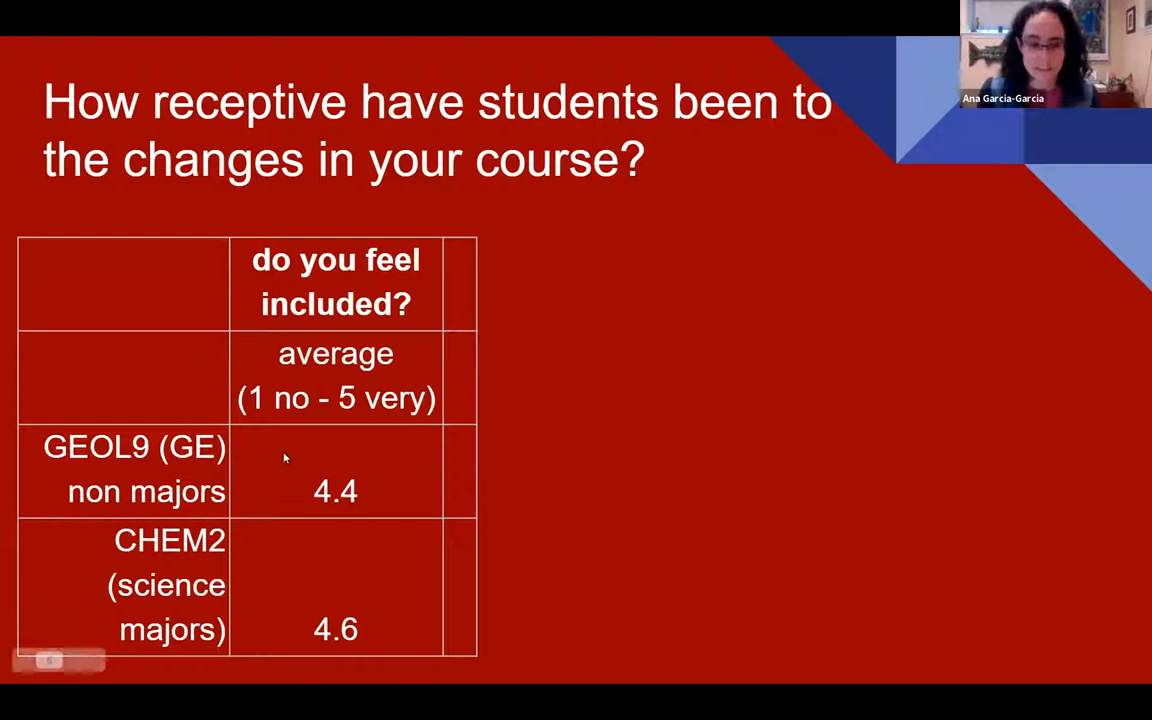 How receptive have students been to
the changes in your course?
Ana Garcia-Garcia
do you feel
included?
average
(1 no - 5 very)
GEOL9 (GE)
non majors
4.4
CHEM2
(science
majors)
4.6
6